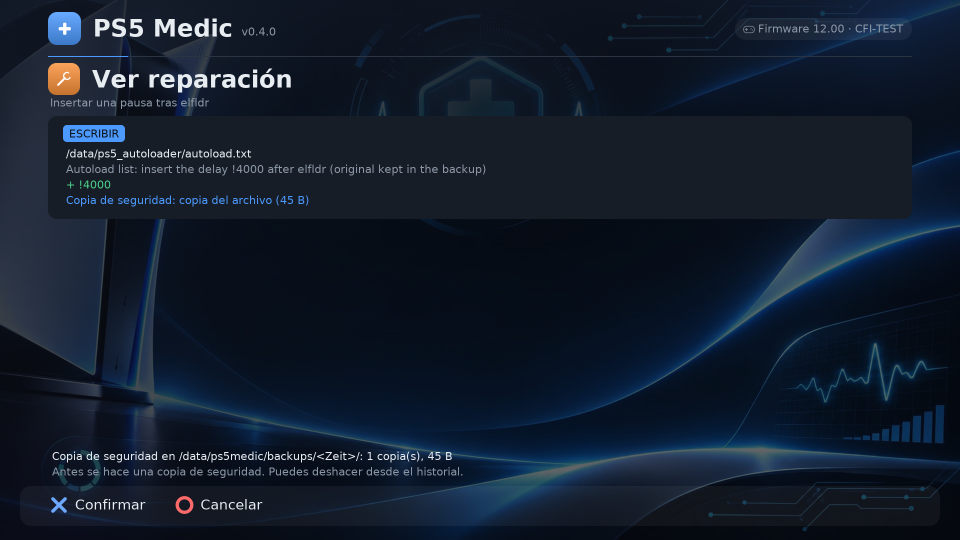 PS5 Medic v0.4.0
Firmware 12.00 · CFI-TEST
Ver reparación
Insertar una pausa tras elfldr
ESCRIBIR
/data/ps5_autoloader/autoload.txt
Autoload list: insert the delay !4000 after elfldr (original kept in the backup)
+ !4000
Copia de seguridad: copia del archivo (45 B)
Copia de seguridad en /data/ps5medic/backups/<Zeit>/: 1 copia(s), 45 B
Antes se hace una copia de seguridad. Puedes deshacer desde el historial.
Confirmar
Cancelar